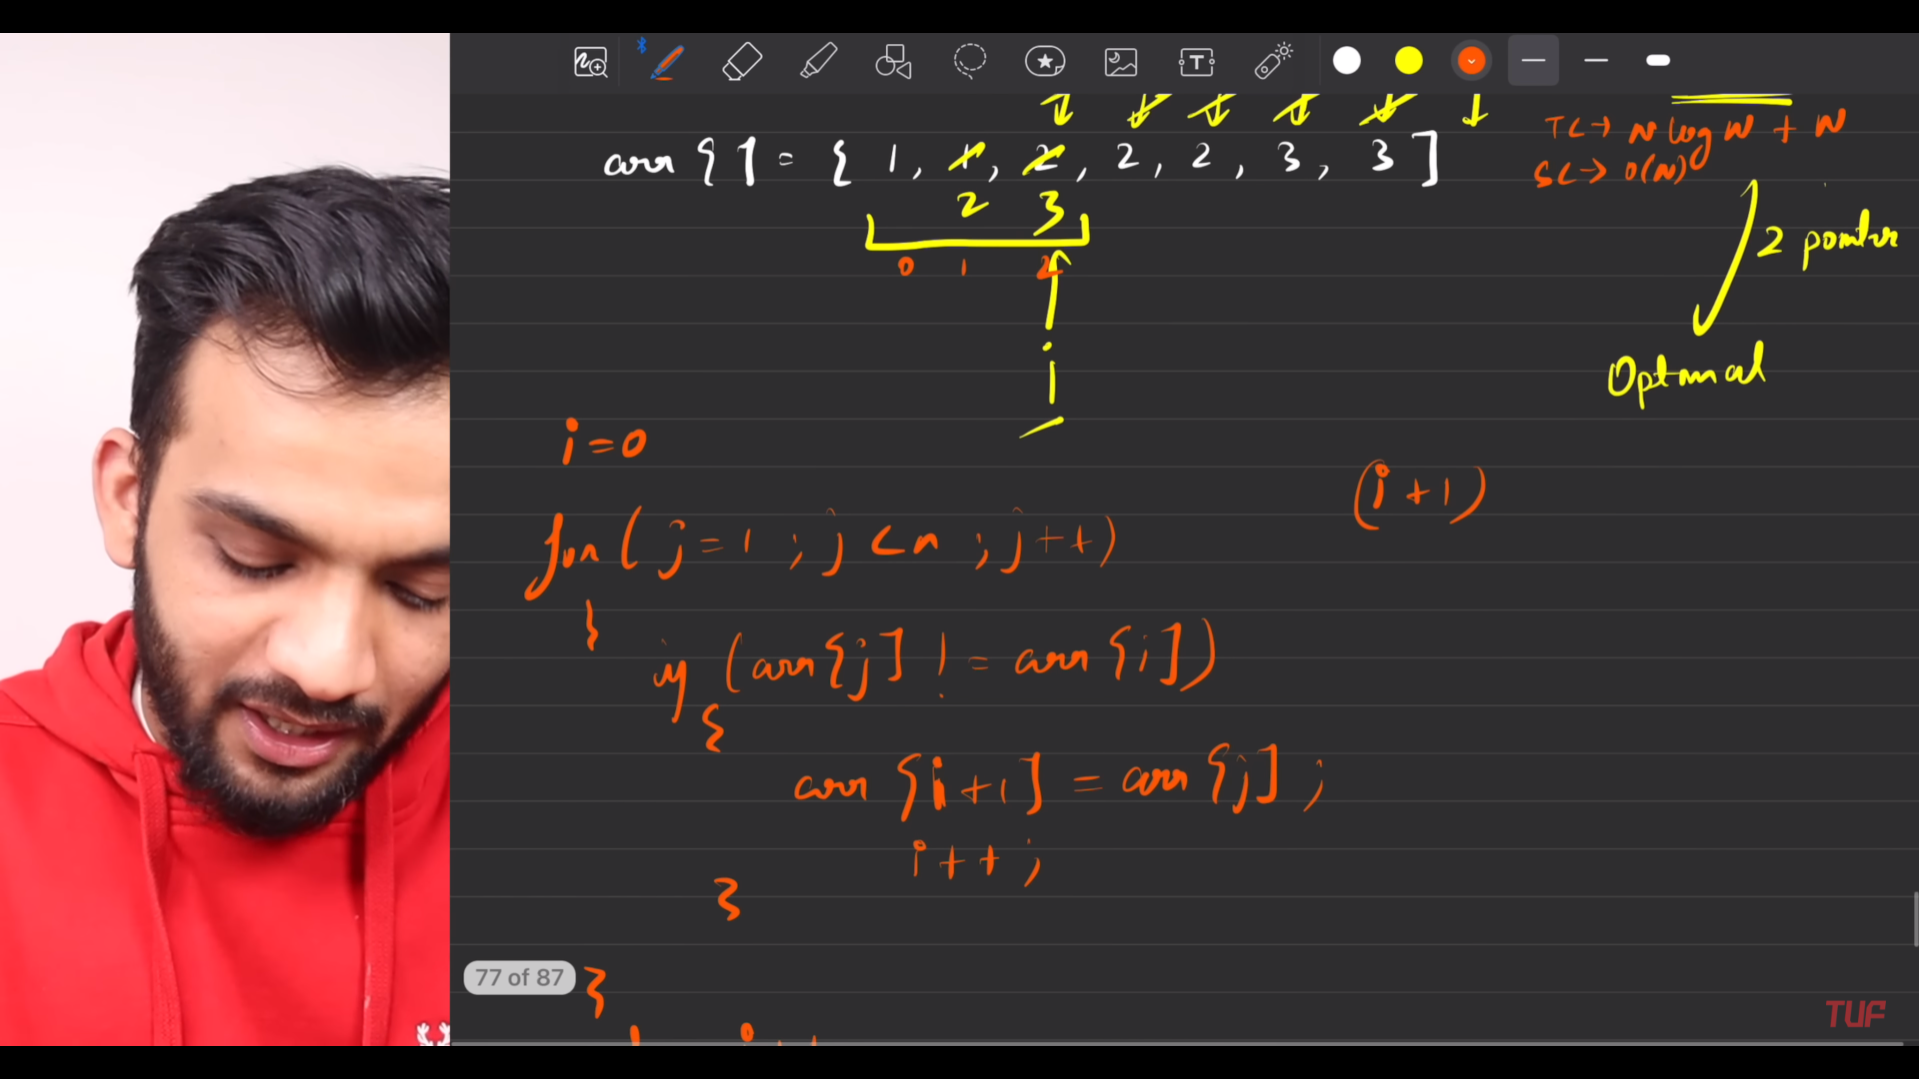 TC→ N log N + N
arr[] = { 1, 1, 2, 2, 2, 3, 3]
SC→ O(N)
2 3
2 pointer
0 1 2
i
Optimal
i=0
(i+1)
for( j=1 ; j<n ; j++)
{
if (arr[j] != arr[i])
{
arr[i+1] = arr[j];
i++;
}
77 of 87
}
TUF